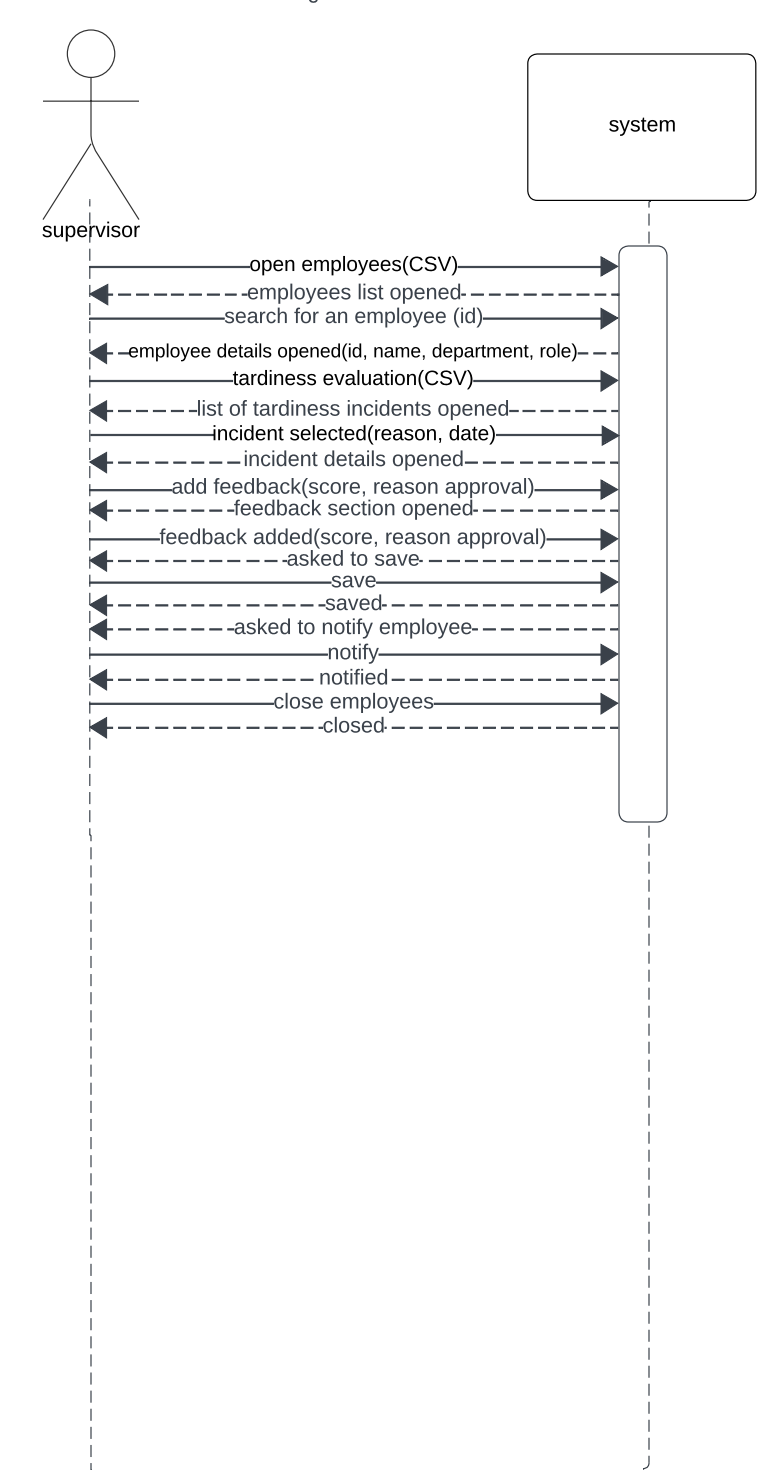 supervisor
system
open employees(CSV)
employees list opened
search for an employee (id)
employee details opened(id, name, department, role)
tardiness evaluation(CSV)
list of tardiness incidents opened
incident selected(reason, date)
incident details opened
add feedback(score, reason approval)
feedback section opened
feedback added(score, reason approval)
asked to save
save
saved
asked to notify employee
notify
notified
close employees
closed